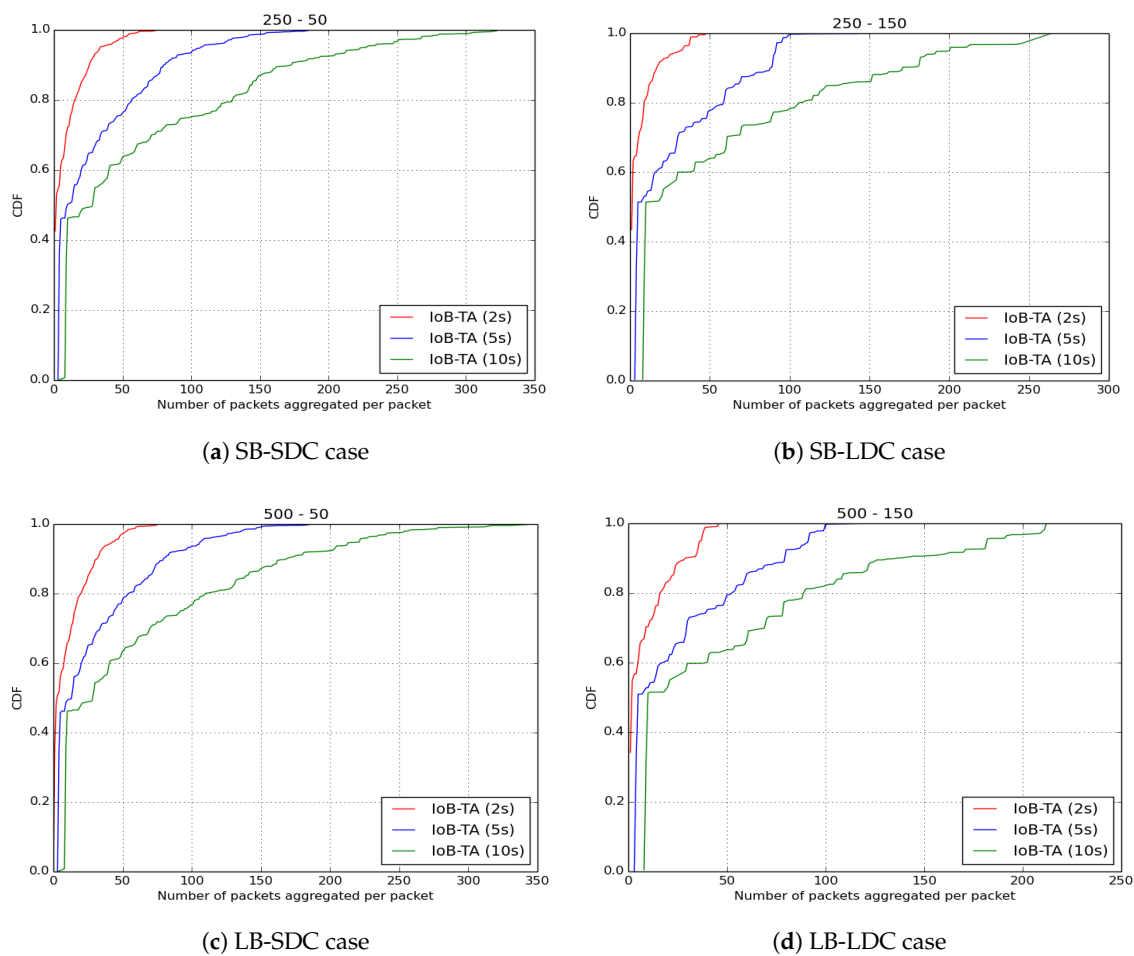 250 - 50
1.0
0.8
0.6
0.4
0.2
0.0
CDF
0 50 100 150 200 250 300 350
Number of packets aggregated per packet
IoB-TA (2s)
IoB-TA (5s)
IoB-TA (10s)
(a) SB-SDC case
250 - 150
1.0
0.8
0.6
0.4
0.2
0.0
CDF
0 50 100 150 200 250 300
Number of packets aggregated per packet
IoB-TA (2s)
IoB-TA (5s)
IoB-TA (10s)
(b) SB-LDC case
500 - 50
1.0
0.8
0.6
0.4
0.2
0.0
CDF
0 50 100 150 200 250 300 350
Number of packets aggregated per packet
IoB-TA (2s)
IoB-TA (5s)
IoB-TA (10s)
(c) LB-SDC case
500 - 150
1.0
0.8
0.6
0.4
0.2
0.0
CDF
0 50 100 150 200 250
Number of packets aggregated per packet
IoB-TA (2s)
IoB-TA (5s)
IoB-TA (10s)
(d) LB-LDC case